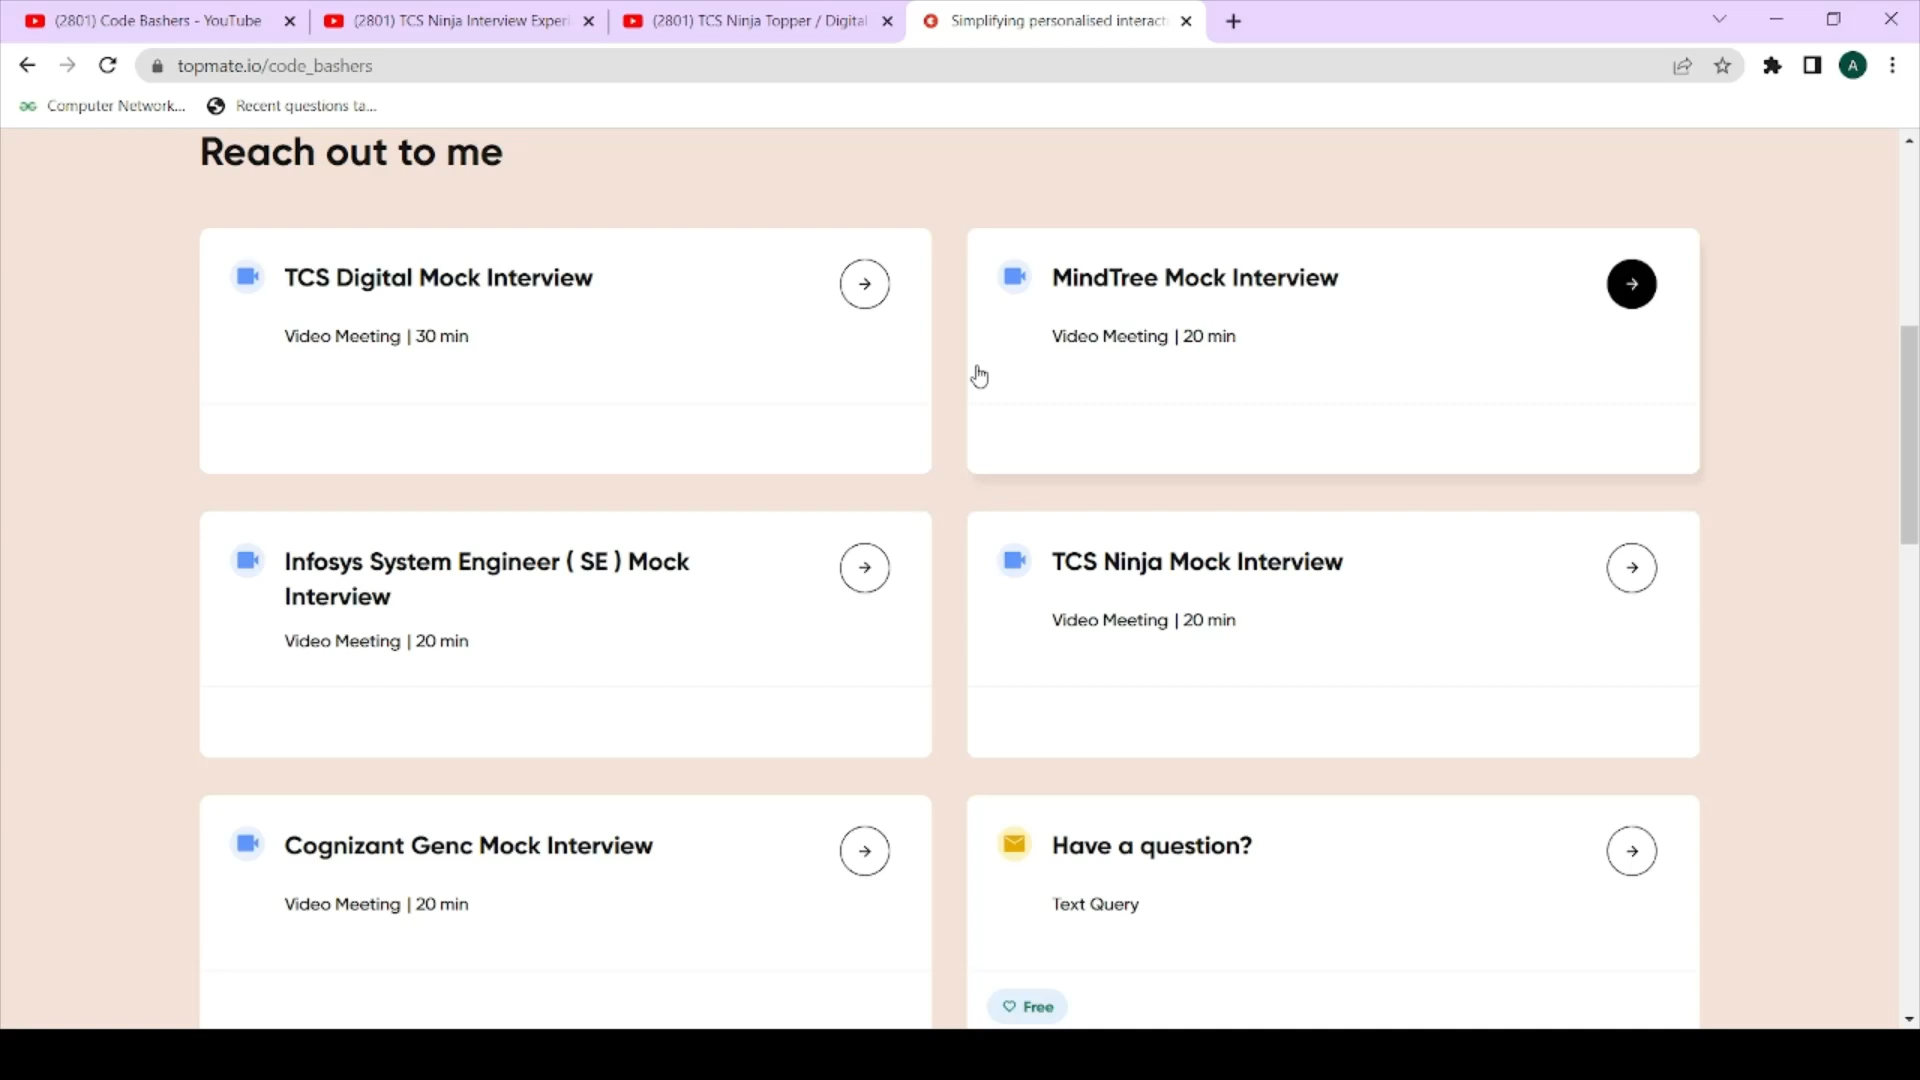 (2801) Code Bashers - YouTube
(2801) TCS Ninja Interview Experi
(2801) TCS Ninja Topper / Digital
Simplifying personalised interact
topmate.io/code_bashers
A
Computer Network...
Recent questions ta...
Reach out to me
TCS Digital Mock Interview
Video Meeting | 30 min
MindTree Mock Interview
Video Meeting | 20 min
Infosys System Engineer ( SE ) Mock
Interview
Video Meeting | 20 min
TCS Ninja Mock Interview
Video Meeting | 20 min
Cognizant Genc Mock Interview
Video Meeting | 20 min
Have a question?
Text Query
Free